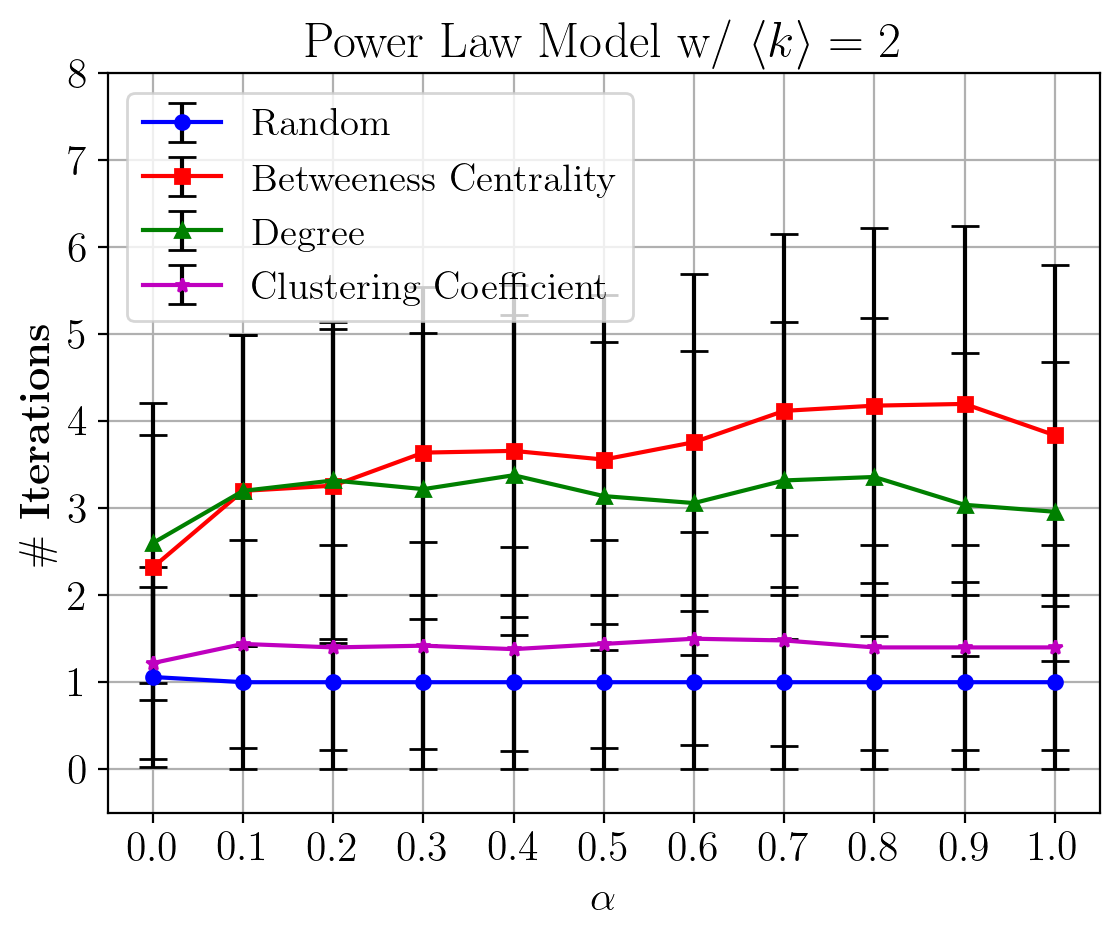 Power Law Model w/ ⟨k⟩ = 2
8
7
6
5
4
3
2
1
0
# Iterations
Random
Betweeness Centrality
Degree
Clustering Coefficient
0.0 0.1 0.2 0.3 0.4 0.5 0.6 0.7 0.8 0.9 1.0
α